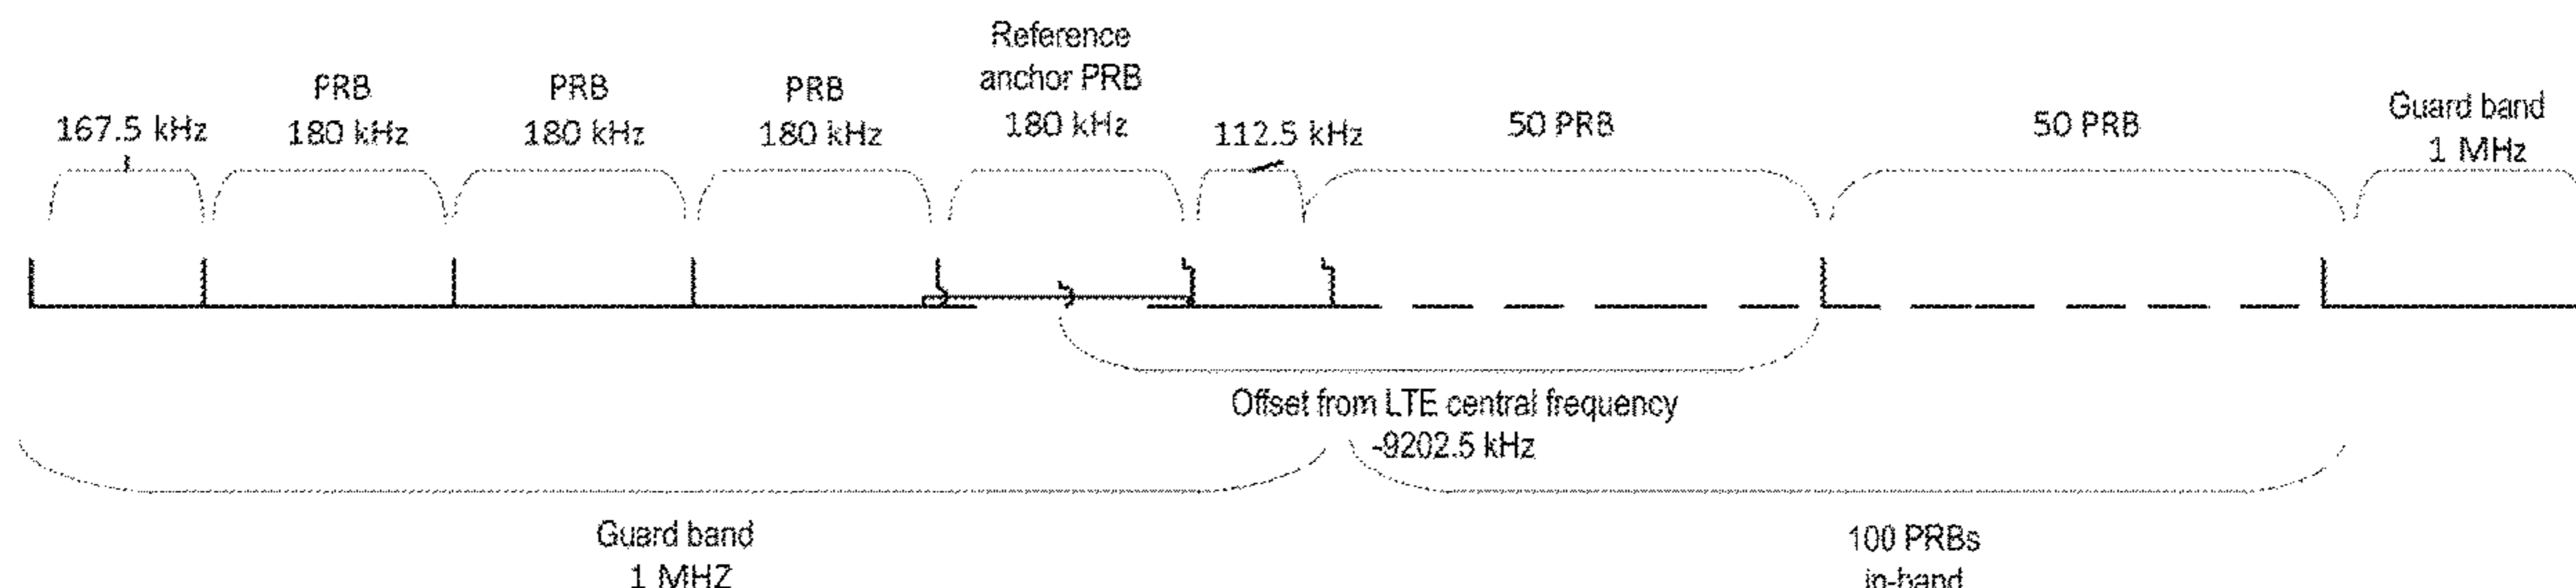 167.5 kHz
PRB
180 kHz
PRB
180 kHz
PRB
180 kHz
Reference
anchor PRB
180 kHz
112.5 kHz
50 PRB
50 PRB
Guard band
1 MHz
Offset from LTE central frequency
-9202.5 kHz
Guard band
1 MHZ
100 PRBs
in-band